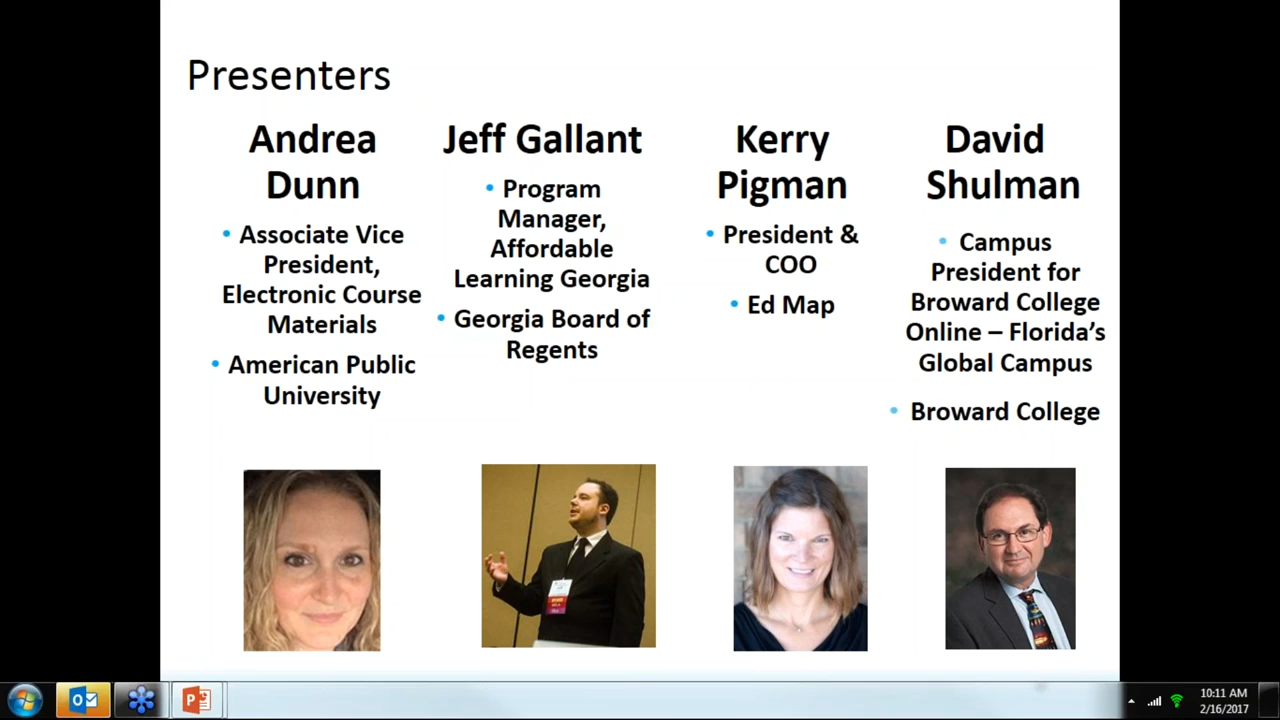 Presenters
Andrea
Dunn
• Associate Vice
President,
Electronic Course
Materials
• American Public
University
Jeff Gallant
• Program
Manager,
Affordable
Learning Georgia
• Georgia Board of
Regents
Kerry
Pigman
• President &
COO
• Ed Map
David
Shulman
• Campus
President for
Broward College
Online – Florida’s
Global Campus
• Broward College
10:11 AM
2/16/2017